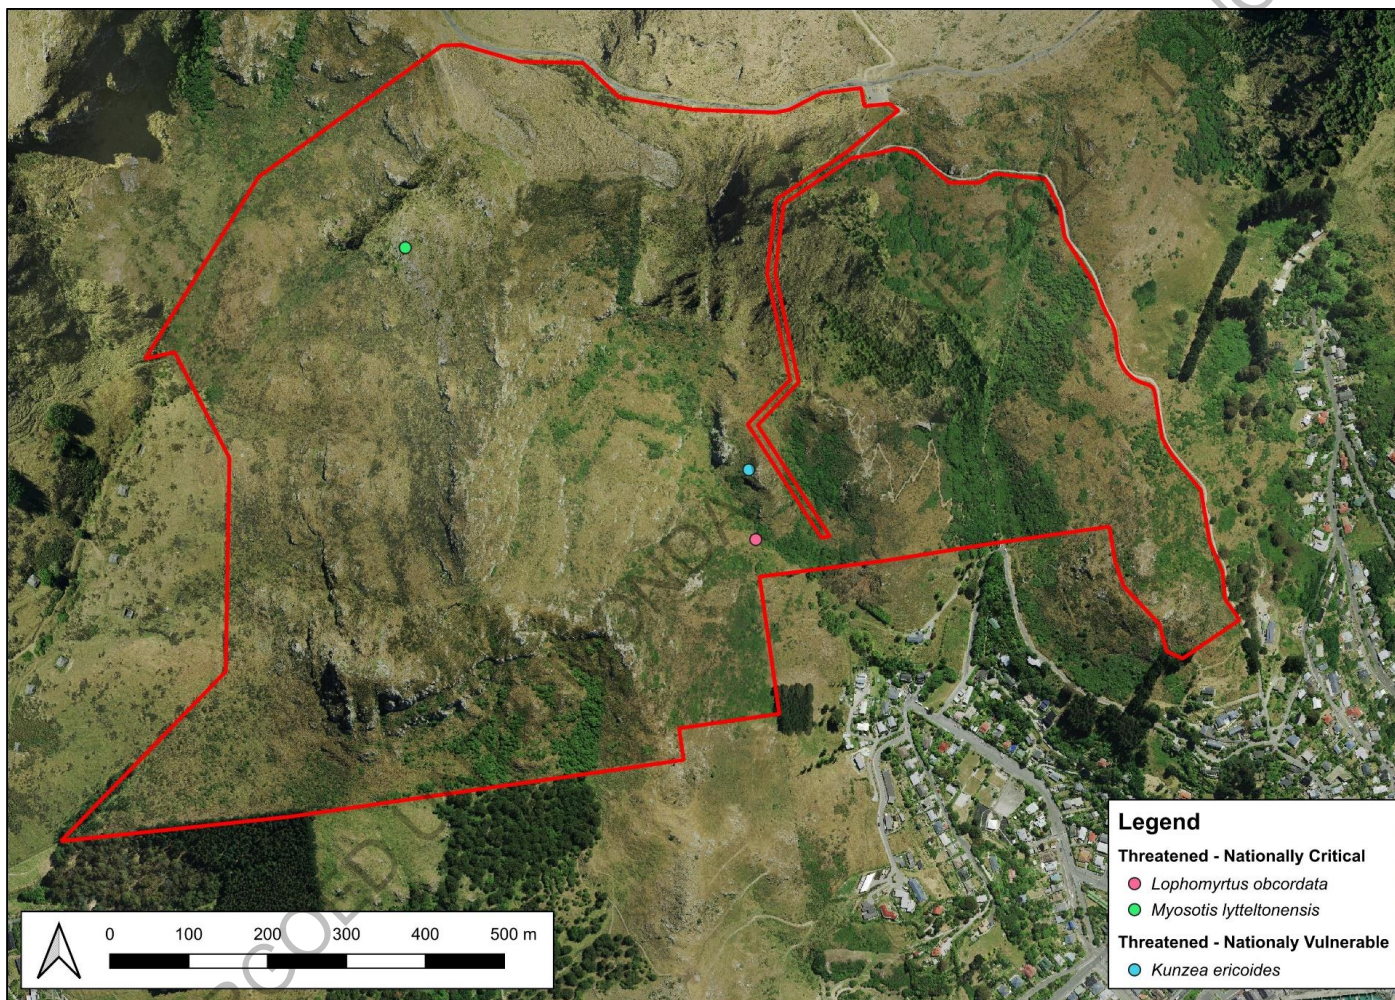 0 100 200 300 400 500 m
Legend
Threatened - Nationally Critical
Lophomyrtus obcordata
Myosotis lytteltonensis
Threatened - Nationaly Vulnerable
Kunzea ericoides